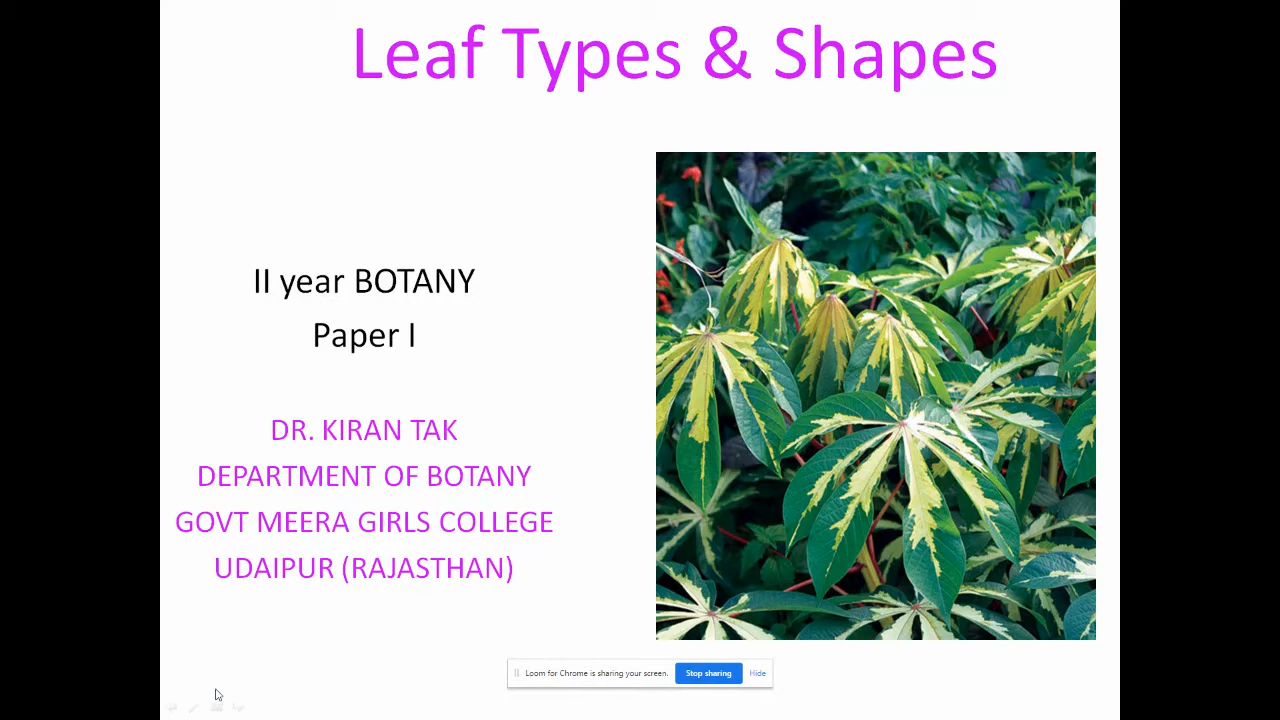 Leaf Types & Shapes
II year BOTANY
Paper I
DR. KIRAN TAK
DEPARTMENT OF BOTANY
GOVT MEERA GIRLS COLLEGE
UDAIPUR (RAJASTHAN)
Loom for Chrome is sharing your screen. Stop sharing Hide